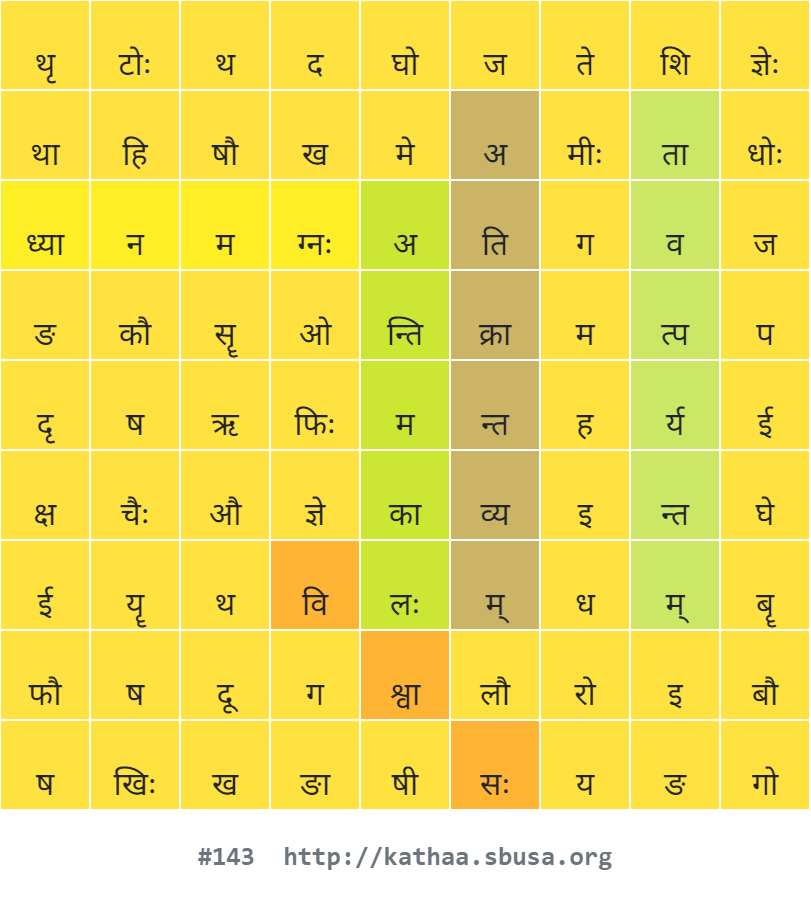 थृ टोः थ द घो ज ते शि ज्ञेः
था हि षौ ख मे अ मीः ता धोः
ध्या न म ग्नः अ ति ग व ज
ङ कौ सॄ ओ न्ति क्रा म त्प प
दृ ष ऋ फिः म न्त ह र्य ई
क्ष चैः औ ज्ञे का व्य इ न्त घे
ई यॄ थ वि लः म् ध म् बॄ
फौ ष दू ग श्वा लौ रो इ बौ
ष खिः ख ङा षी सः य ङ गो
#143 http://kathaa.sbusa.org